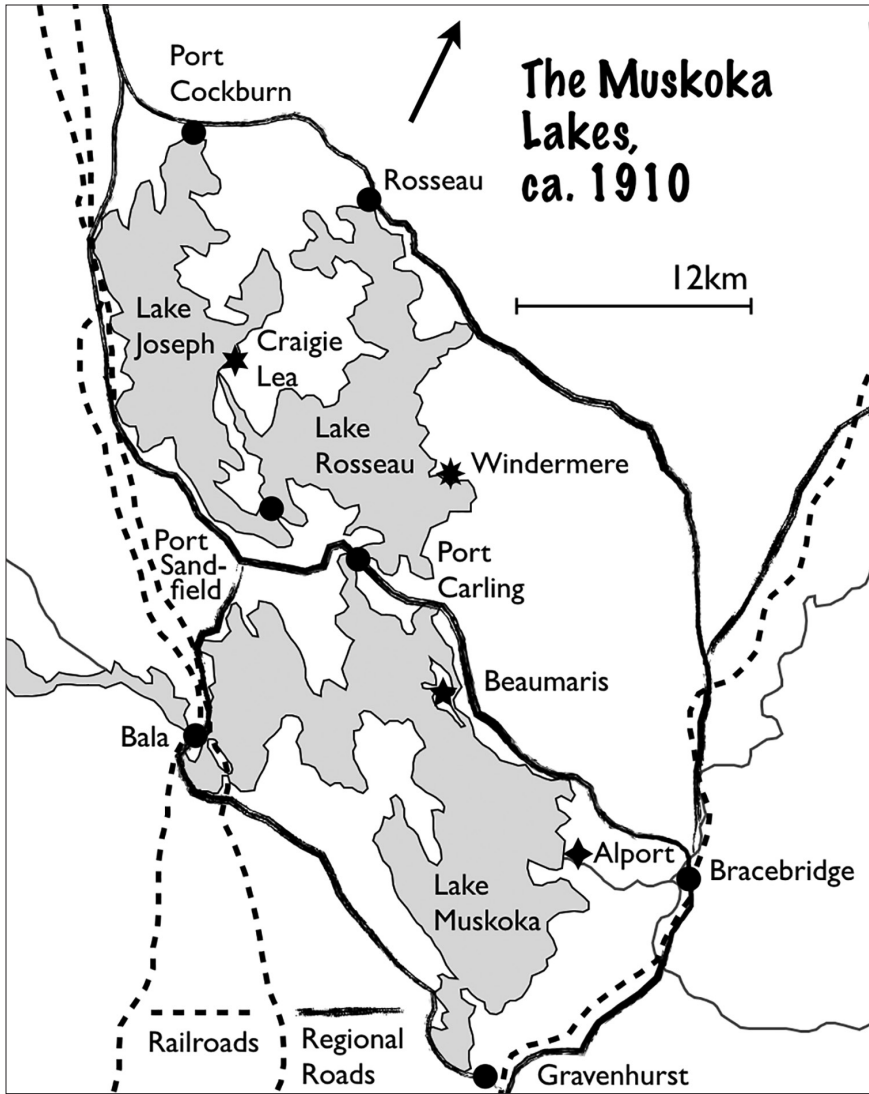 The Muskoka
Lakes,
ca. 1910
Port
Cockburn
Rosseau
12km
Lake
Joseph
Craigie
Lea
Lake
Rosseau
Windermere
Port
Sand-
field
Port
Carling
Beaumaris
Bala
Alport
Bracebridge
Lake
Muskoka
Railroads
Regional
Roads
Gravenhurst